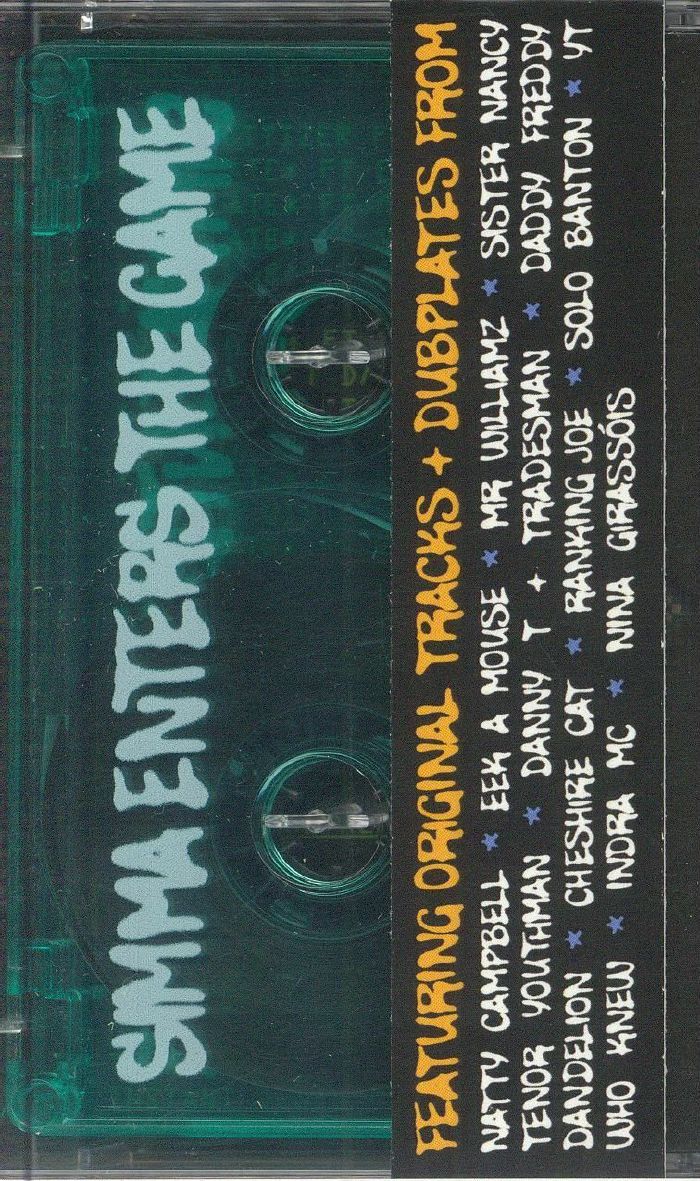 SIMMA ENTERS THE GAME
FEATURING ORIGINAL TRACKS + DUBPLATES FROM
NATTY CAMPBELL ★ EEK A MOUSE ★ MR WILLIAMZ ★ SISTER NANCY
TENOR YOUTHMAN ★ DANNY T + TRADESMAN ★ DADDY FREDDY
DANDELION ★ CHESHIRE CAT ★ RANKING JOE ★ SOLO BANTON ★ YT
WHO KNEW ★ INDRA MC ★ NINA GIRASSÓIS